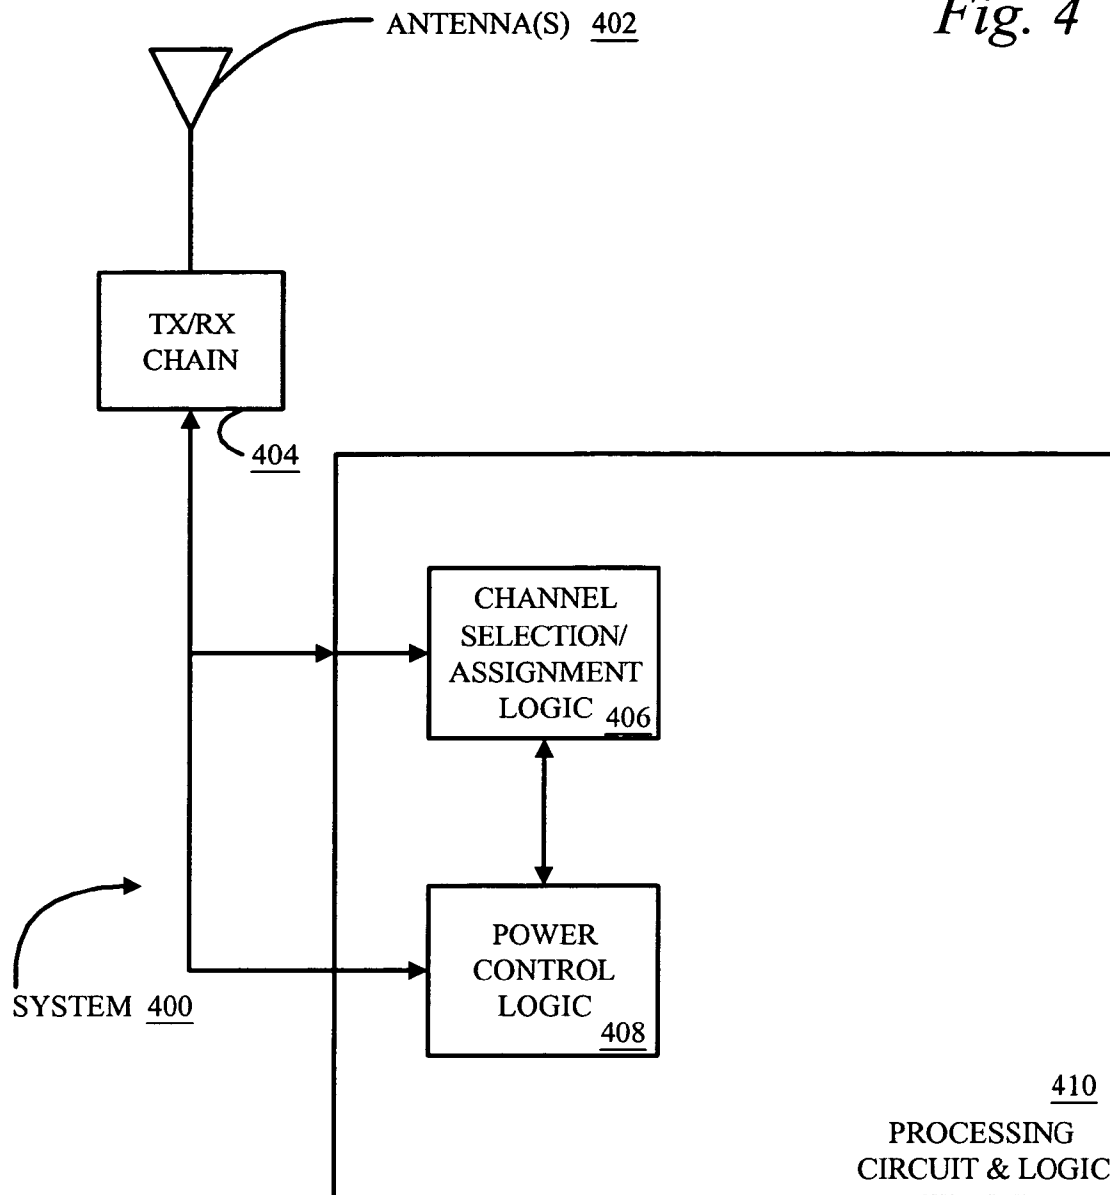 Fig. 4
ANTENNA(S) 402
TX/RX
CHAIN
404
CHANNEL
SELECTION/
ASSIGNMENT
LOGIC 406
POWER
CONTROL
LOGIC
408
SYSTEM 400
410
PROCESSING
CIRCUIT & LOGIC